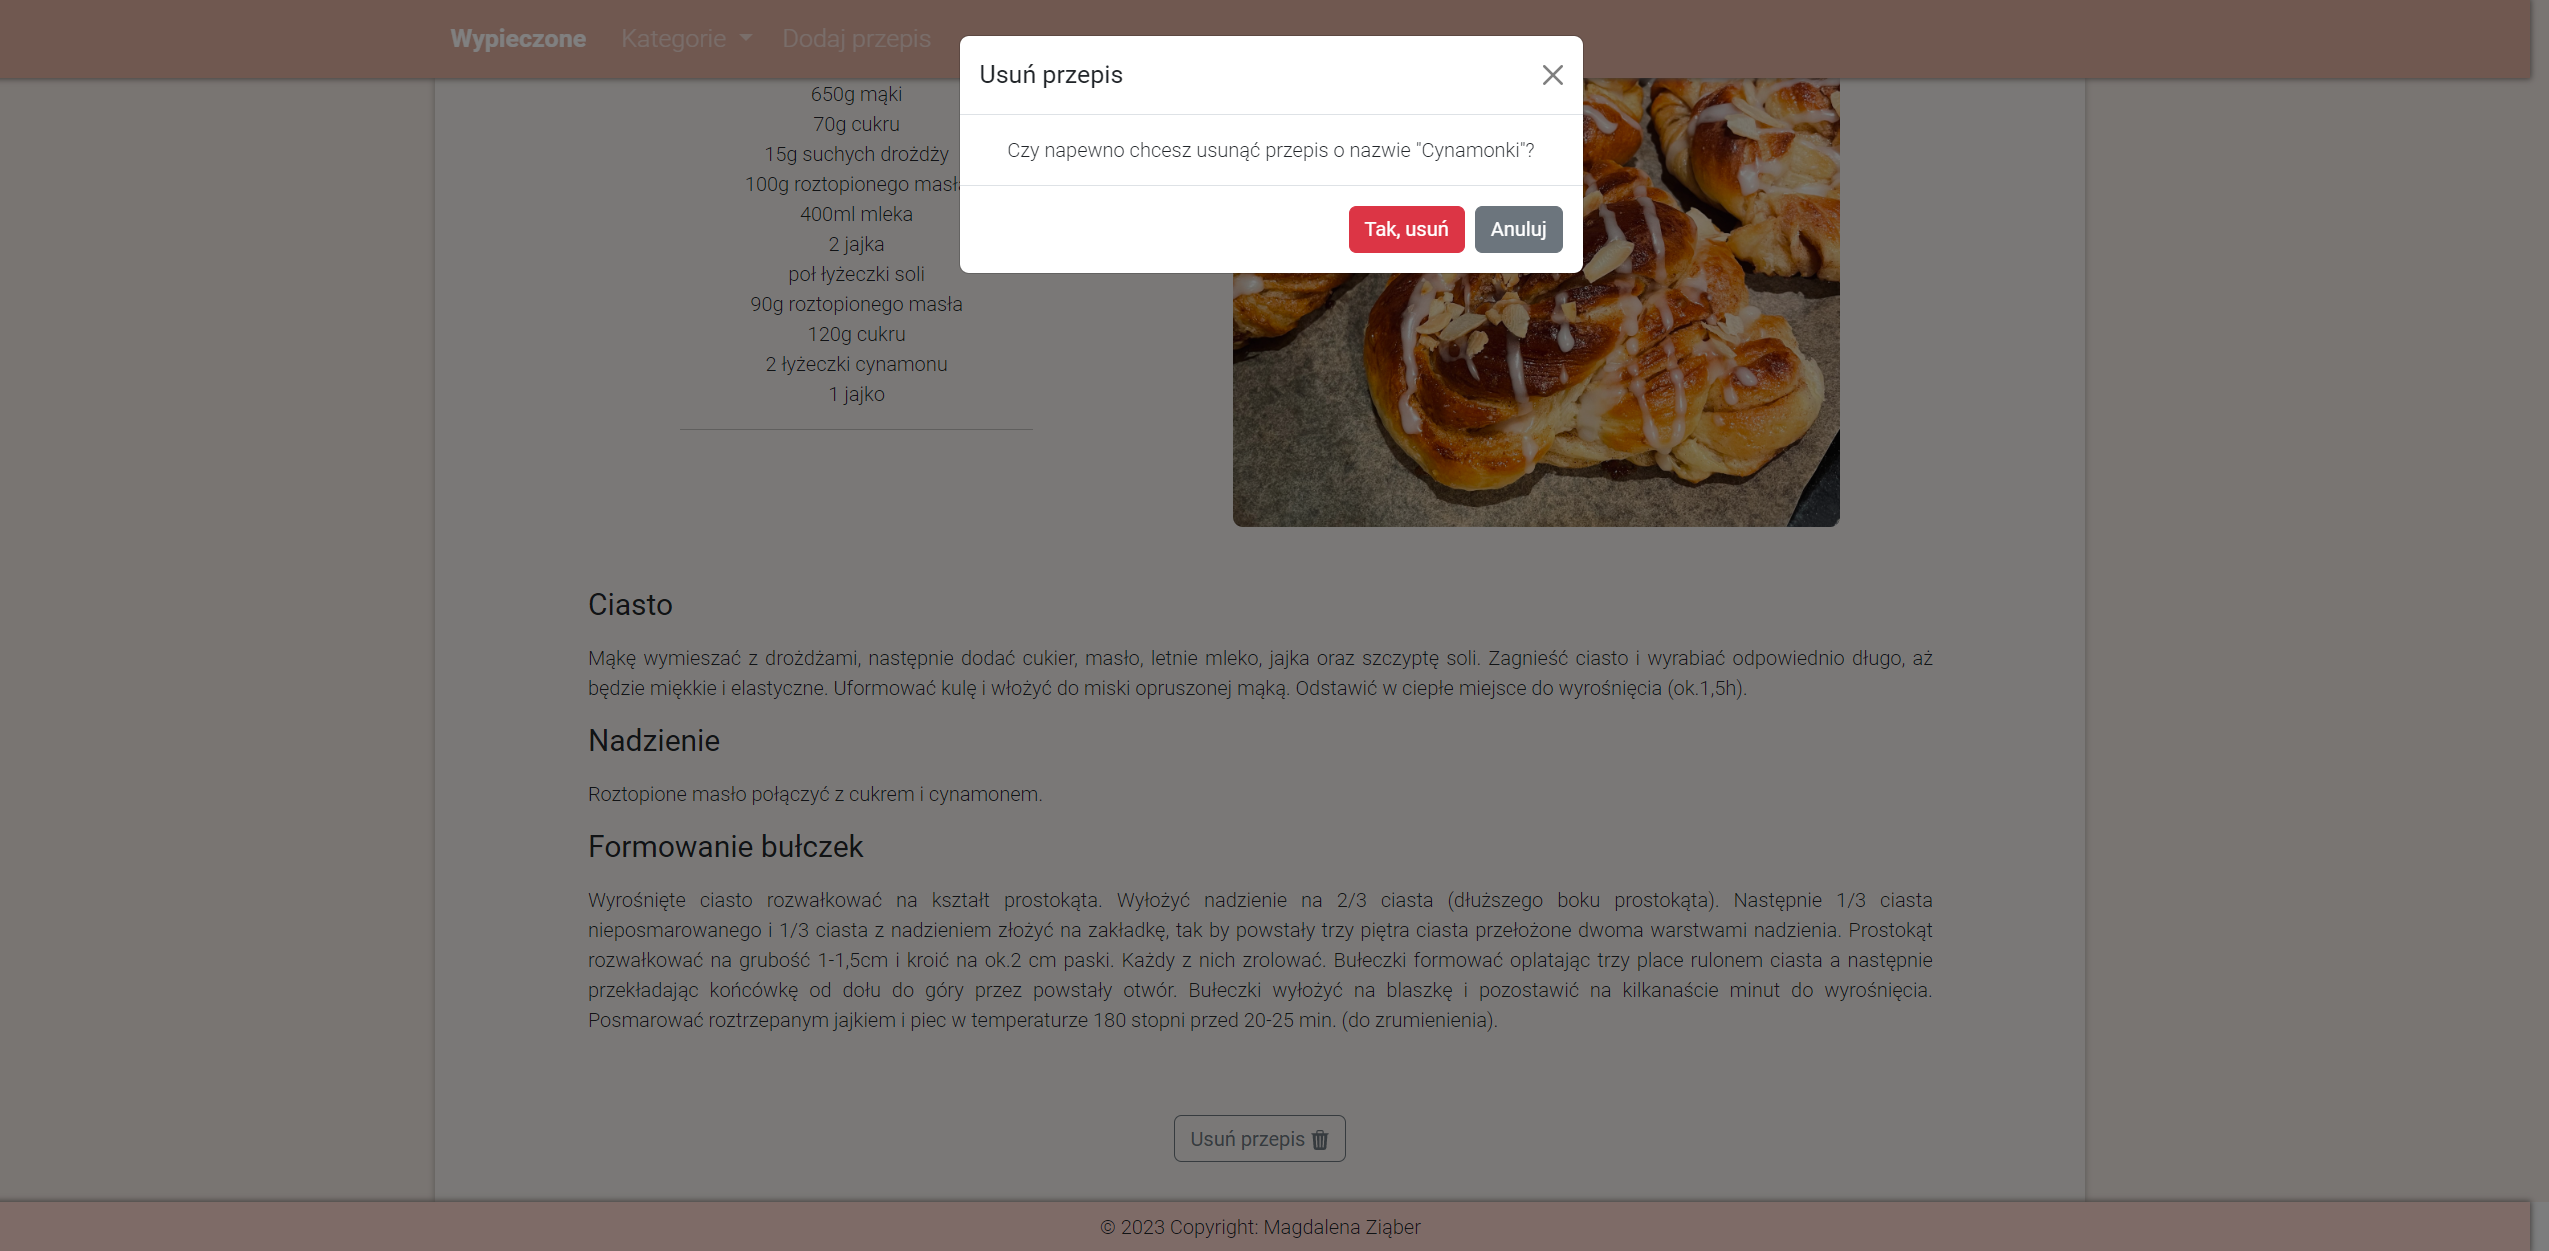 Wypieczone Kategorie Dodaj przepis
Usuń przepis
Czy napewno chcesz usunąć przepis o nazwie "Cynamonki"?
Tak, usuń Anuluj
650g mąki
70g cukru
15g suchych drożdży
100g roztopionego masła
400ml mleka
2 jajka
poł łyżeczki soli
90g roztopionego masła
120g cukru
2 łyżeczki cynamonu
1 jajko
Ciasto
Mąkę wymieszać z drożdżami, następnie dodać cukier, masło, letnie mleko, jajka oraz szczyptę soli. Zagnieść ciasto i wyrabiać odpowiednio długo, aż
będzie miękkie i elastyczne. Uformować kulę i włożyć do miski opruszonej mąką. Odstawić w ciepłe miejsce do wyrośnięcia (ok.1,5h).
Nadzienie
Roztopione masło połączyć z cukrem i cynamonem.
Formowanie bułczek
Wyrośnięte ciasto rozwałkować na kształt prostokąta. Wyłożyć nadzienie na 2/3 ciasta (dłuższego boku prostokąta). Następnie 1/3 ciasta
nieposmarowanego i 1/3 ciasta z nadzieniem złożyć na zakładkę, tak by powstały trzy piętra ciasta przełożone dwoma warstwami nadzienia. Prostokąt
rozwałkować na grubość 1-1,5cm i kroić na ok.2 cm paski. Każdy z nich zrolować. Bułeczki formować oplatając trzy place rulonem ciasta a następnie
przekładając końcówkę od dołu do góry przez powstały otwór. Bułeczki wyłożyć na blaszkę i pozostawić na kilkanaście minut do wyrośnięcia.
Posmarować roztrzepanym jajkiem i piec w temperaturze 180 stopni przed 20-25 min. (do zrumienienia).
Usuń przepis
© 2023 Copyright: Magdalena Ziąber